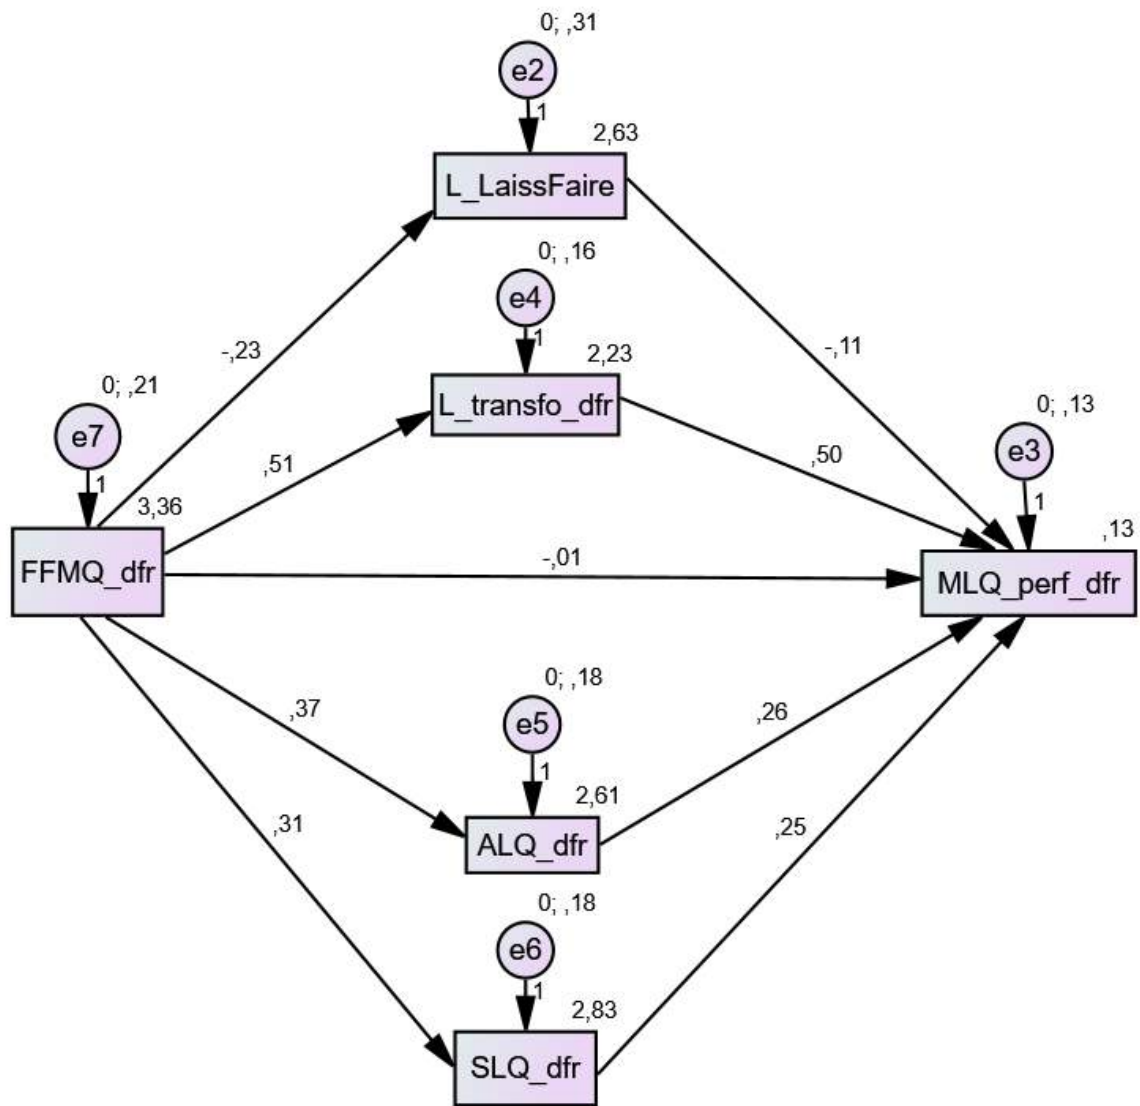 0; ,31
e2
1
2,63
L_LaissFaire
0; ,16
e4
1
2,23
L_transfo_dfr
-,23
-,11
0; ,21
e7
1
3,36
FFMQ_dfr
,51
,50
0; ,13
e3
1
,13
MLQ_perf_dfr
-,01
0; ,18
e5
1
2,61
ALQ_dfr
,37
,26
,31
,25
0; ,18
e6
1
2,83
SLQ_dfr